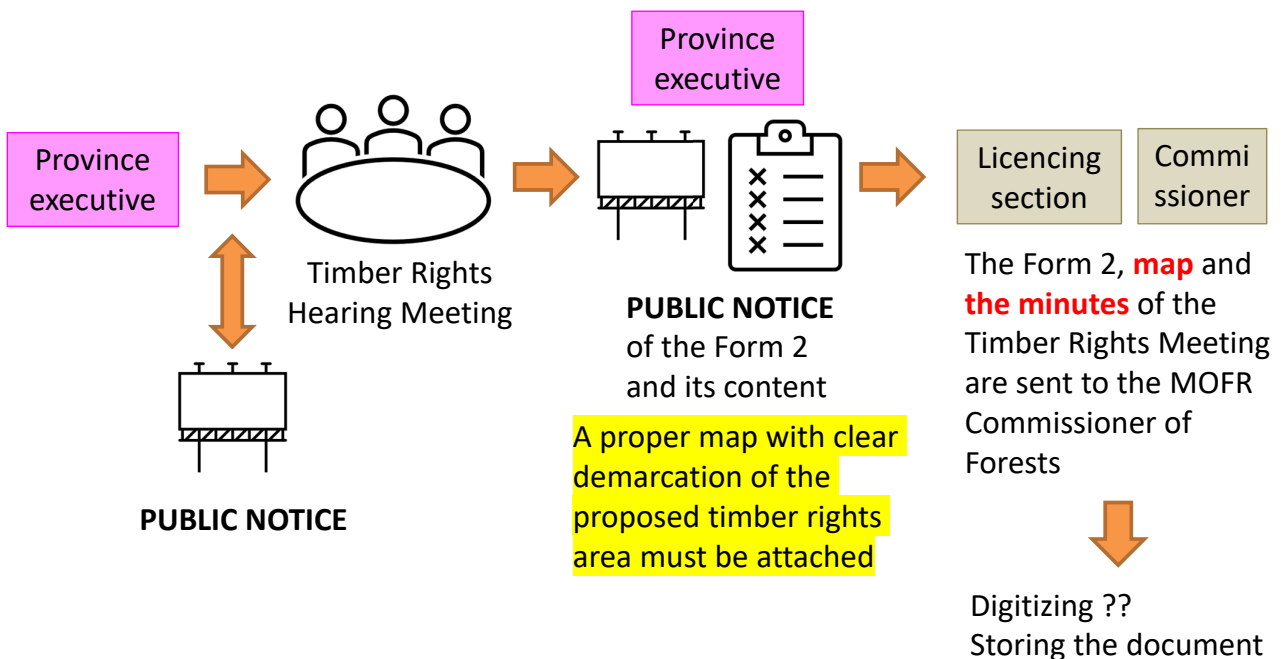 Province
executive
Timber Rights
Hearing Meeting
PUBLIC NOTICE
Province
executive
PUBLIC NOTICE
of the Form 2
and its content
A proper map with clear
demarcation of the
proposed timber rights
area must be attached
Licencing
section
Commi
ssioner
The Form 2, map and
the minutes of the
Timber Rights Meeting
are sent to the MOFR
Commissioner of
Forests
Digitizing ??
Storing the document